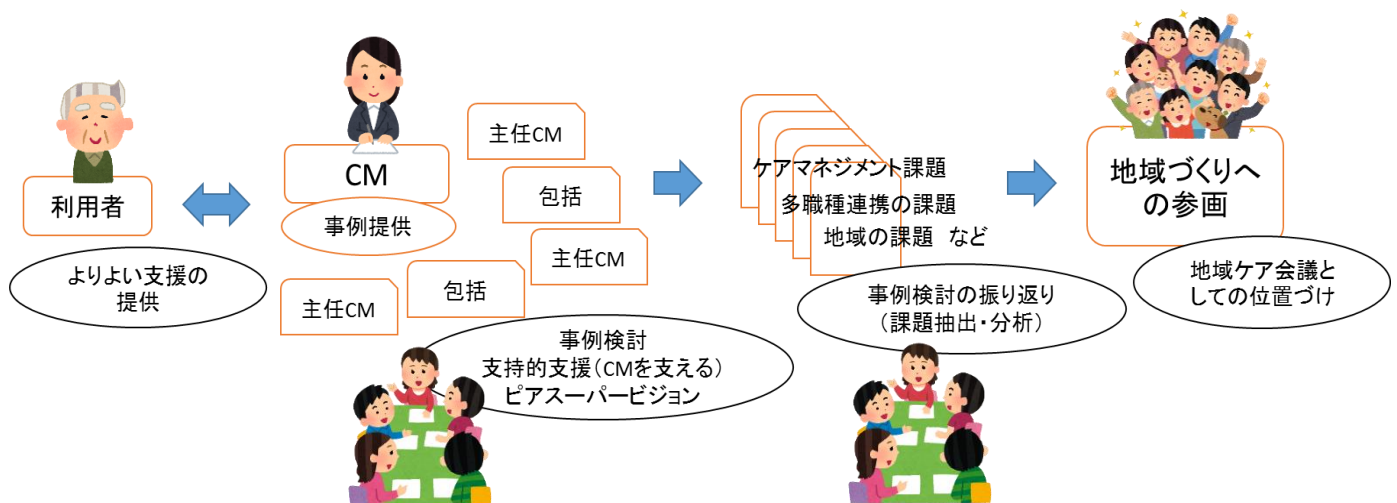 利用者
よりよい支援の
提供
CM
事例提供
主任CM
包括
主任CM
包括
主任CM
事例検討
支持的支援(CMを支える)
ピアスーパービジョン
ケアマネジメント課題
多職種連携の課題
地域の課題 など
事例検討の振り返り
(課題抽出・分析)
地域づくりへ
の参画
地域ケア会議と
しての位置づけ